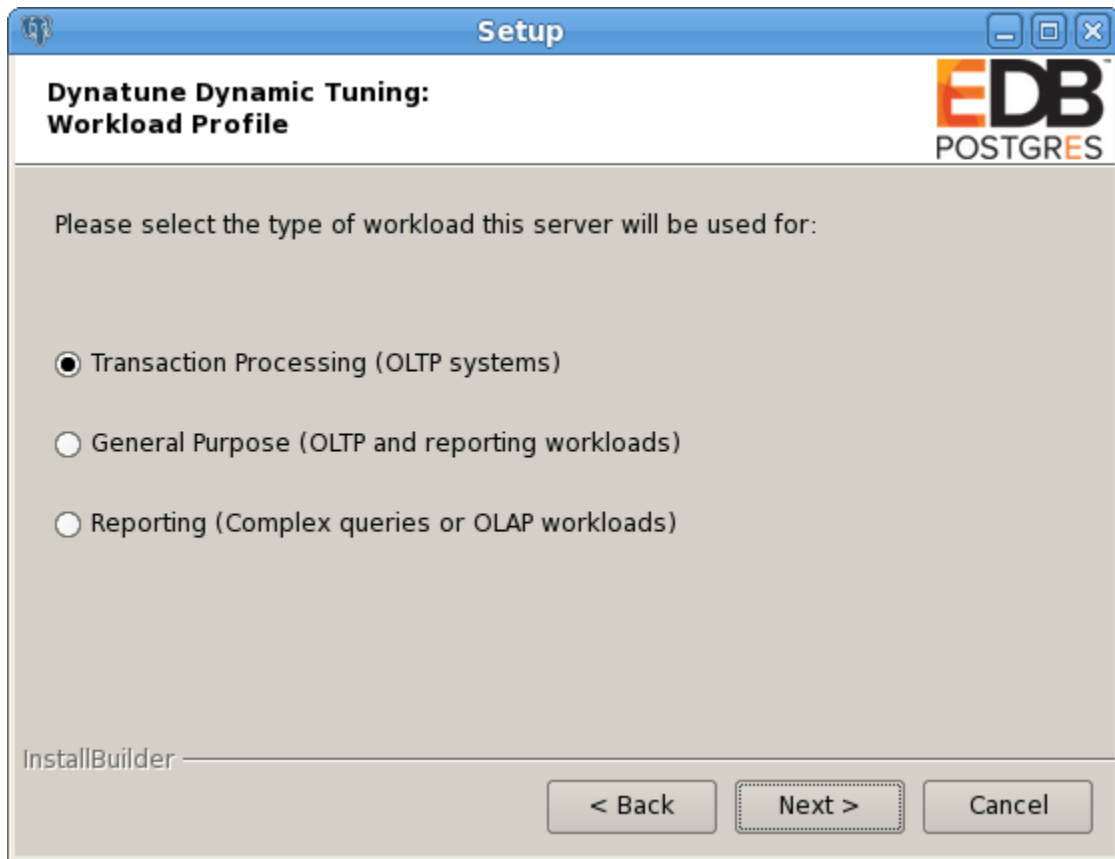 Setup
Dynatune Dynamic Tuning:
Workload Profile
EDB™
POSTGRES
Please select the type of workload this server will be used for:
Transaction Processing (OLTP systems)
General Purpose (OLTP and reporting workloads)
Reporting (Complex queries or OLAP workloads)
InstallBuilder
< Back
Next >
Cancel